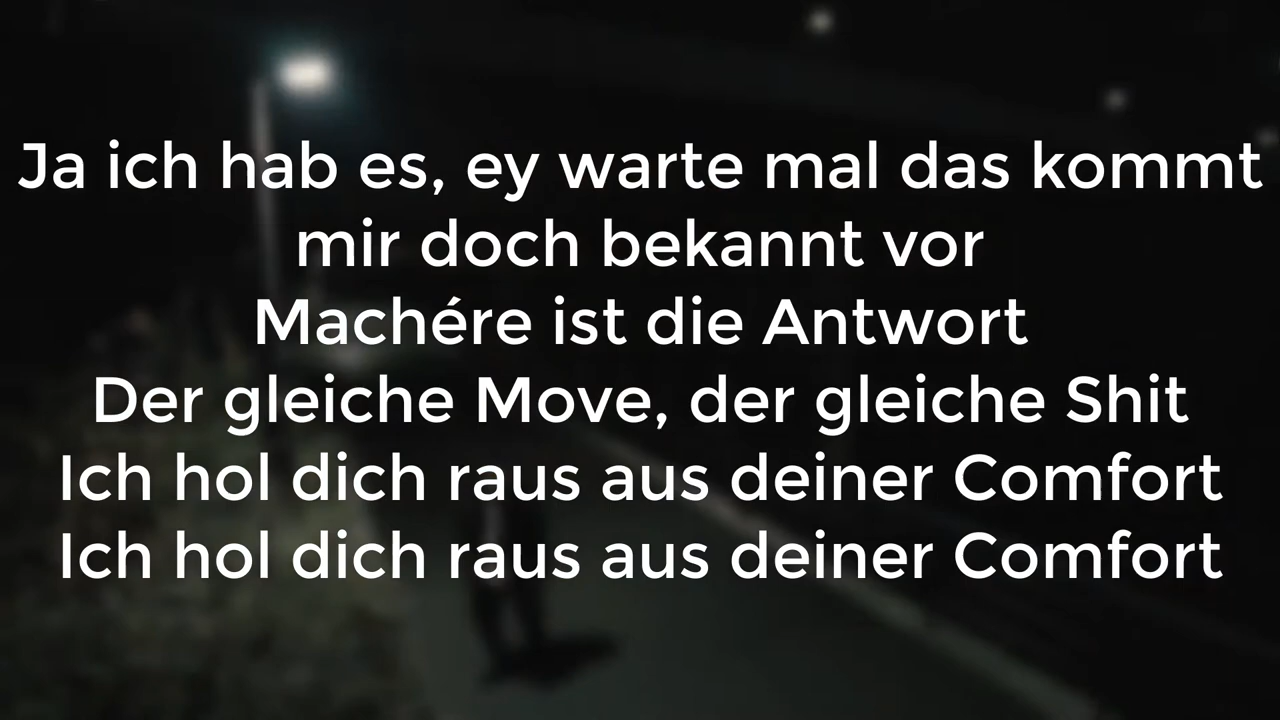 Ja ich hab es, ey warte mal das kommt
mir doch bekannt vor
Machére ist die Antwort
Der gleiche Move, der gleiche Shit
Ich hol dich raus aus deiner Comfort
Ich hol dich raus aus deiner Comfort